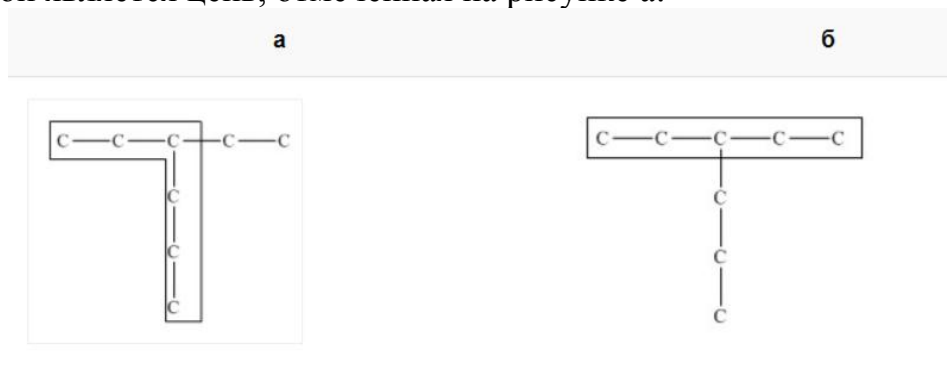 является цепь, отмеченная на рисунке а.
а б
C—C—C—C—C C—C—C—C—C
C C
C C
C C